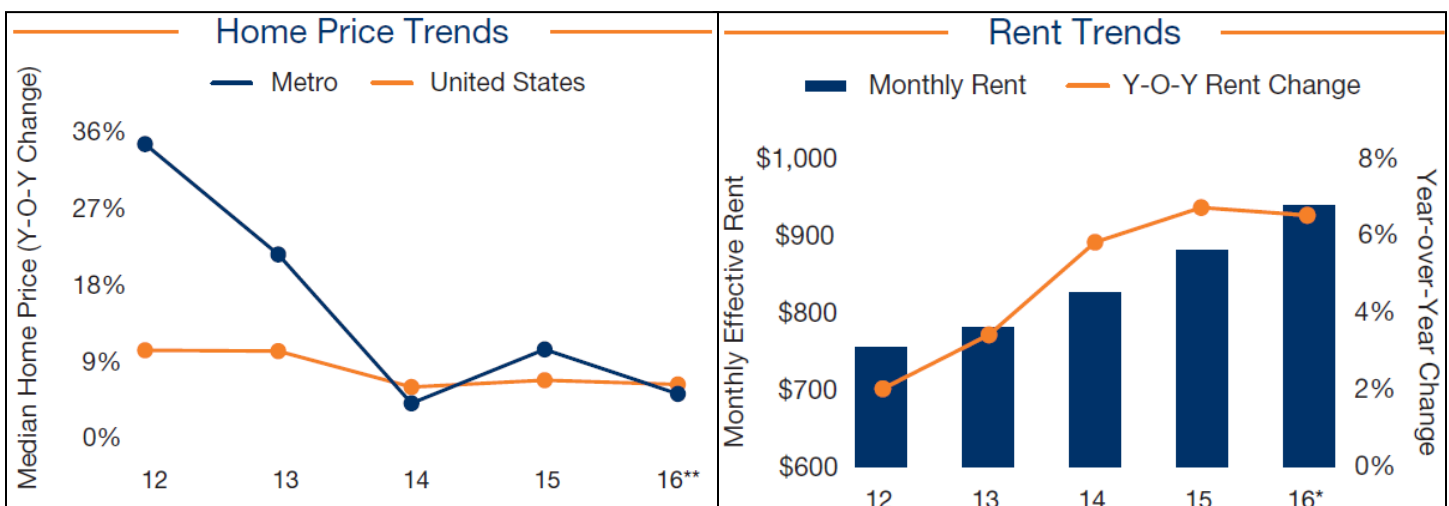 Home Price Trends
Metro
United States
Median Home Price (Y-O-Y Change)
36%
27%
18%
9%
0%
12
13
14
15
16**
Rent Trends
Monthly Rent
Y-O-Y Rent Change
Monthly Effective Rent
$1,000
$900
$800
$700
$600
8%
6%
4%
2%
0%
Year-over-Year Change
12
13
14
15
16*